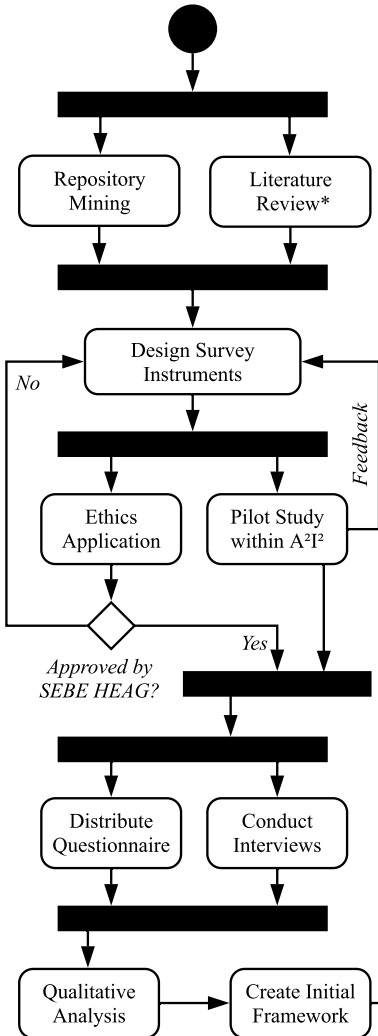 Repository
Mining
Literature
Review*
Design Survey
Instruments
No
Feedback
Ethics
Application
Pilot Study
within A²I²
Yes
Approved by
SEBE HEAG?
Distribute
Questionnaire
Conduct
Interviews
Qualitative
Analysis
Create Initial
Framework